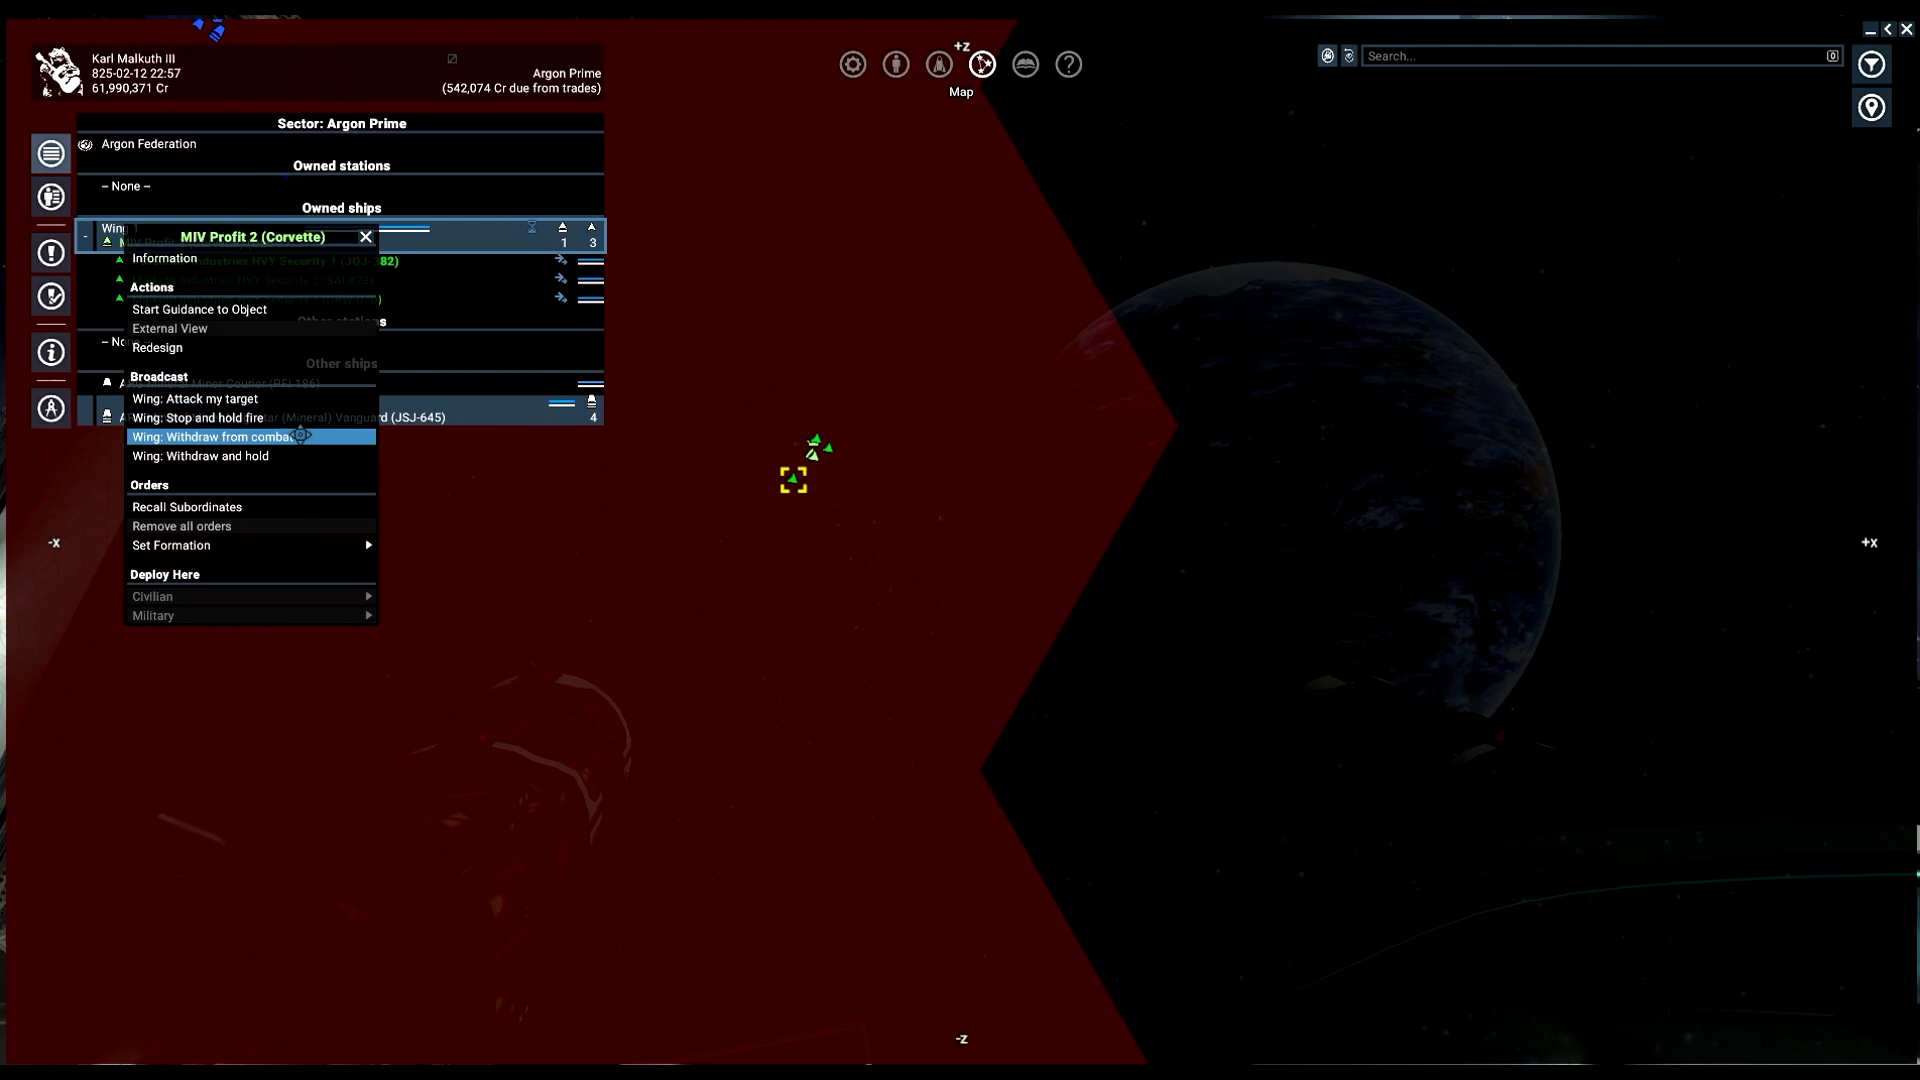 Karl Malkuth III
825-02-12 22:57
61,990,371 Cr
Argon Prime
(542,074 Cr due from trades)
+z
Map
Search...
0
Sector: Argon Prime
Argon Federation
Owned stations
– None –
Owned ships
Wing 1
1 3
MIV Profit 2 (Corvette)
Information
Actions
Start Guidance to Object
External View
Redesign
Other ships
Broadcast
Wing: Attack my target
Wing: Stop and hold fire
(Mineral) Vanguard (JSJ-645)
4
Wing: Withdraw from combat
Wing: Withdraw and hold
Orders
Recall Subordinates
Remove all orders
Set Formation
Deploy Here
Civilian
Military
-x
+x
-z